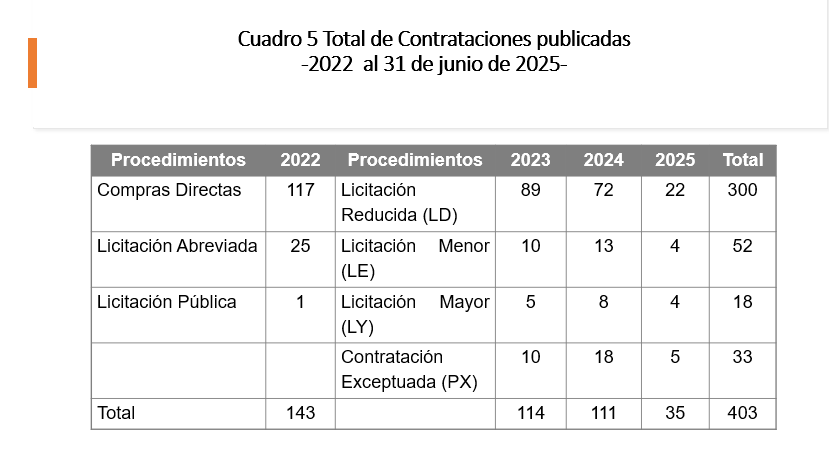 Cuadro 5 Total de Contrataciones publicadas
-2022  al 31 de junio de 2025-
Procedimientos 2022 Procedimientos 2023 2024 2025 Total
Compras Directas 117 Licitación Reducida (LD) 89 72 22 300
Licitación Abreviada 25 Licitación Menor (LE) 10 13 4 52
Licitación Pública 1 Licitación Mayor (LY) 5 8 4 18
Contratación Exceptuada (PX) 10 18 5 33
Total 143 114 111 35 403